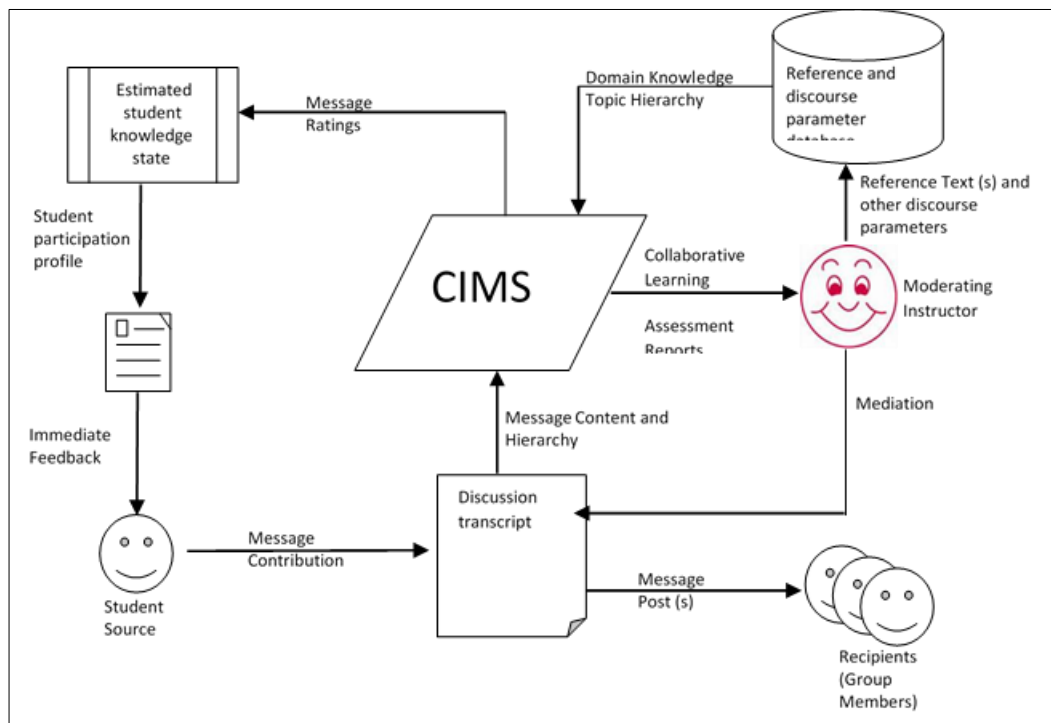 Estimated
student
knowledge
state
Message
Ratings
Domain Knowledge
Topic Hierarchy
Reference and
discourse
parameter
database
Reference Text (s) and
other discourse
parameters
Student
participation
profile
CIMS
Collaborative
Learning
Assessment
Reports
Moderating
Instructor
Mediation
Immediate
Feedback
Message Content and
Hierarchy
Discussion
transcript
Message
Contribution
Student
Source
Message
Post (s)
Recipients
(Group
Members)